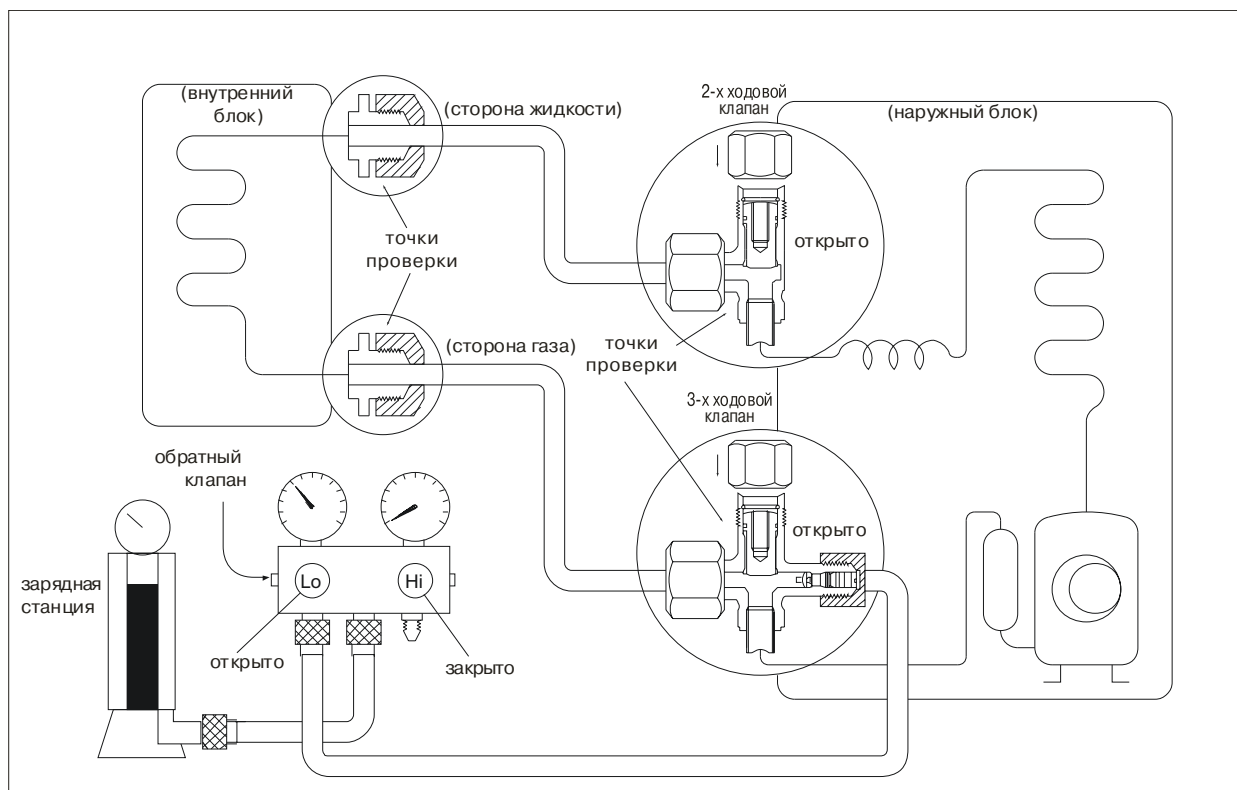 (внутренний
блок)
(сторона жидкости)
2-х ходовой
клапан
(наружный блок)
точки
проверки
открыто
(сторона газа)
точки
проверки
3-х ходовой
клапан
обратный
клапан
открыто
зарядная
станция
Lo
Hi
открыто
закрыто